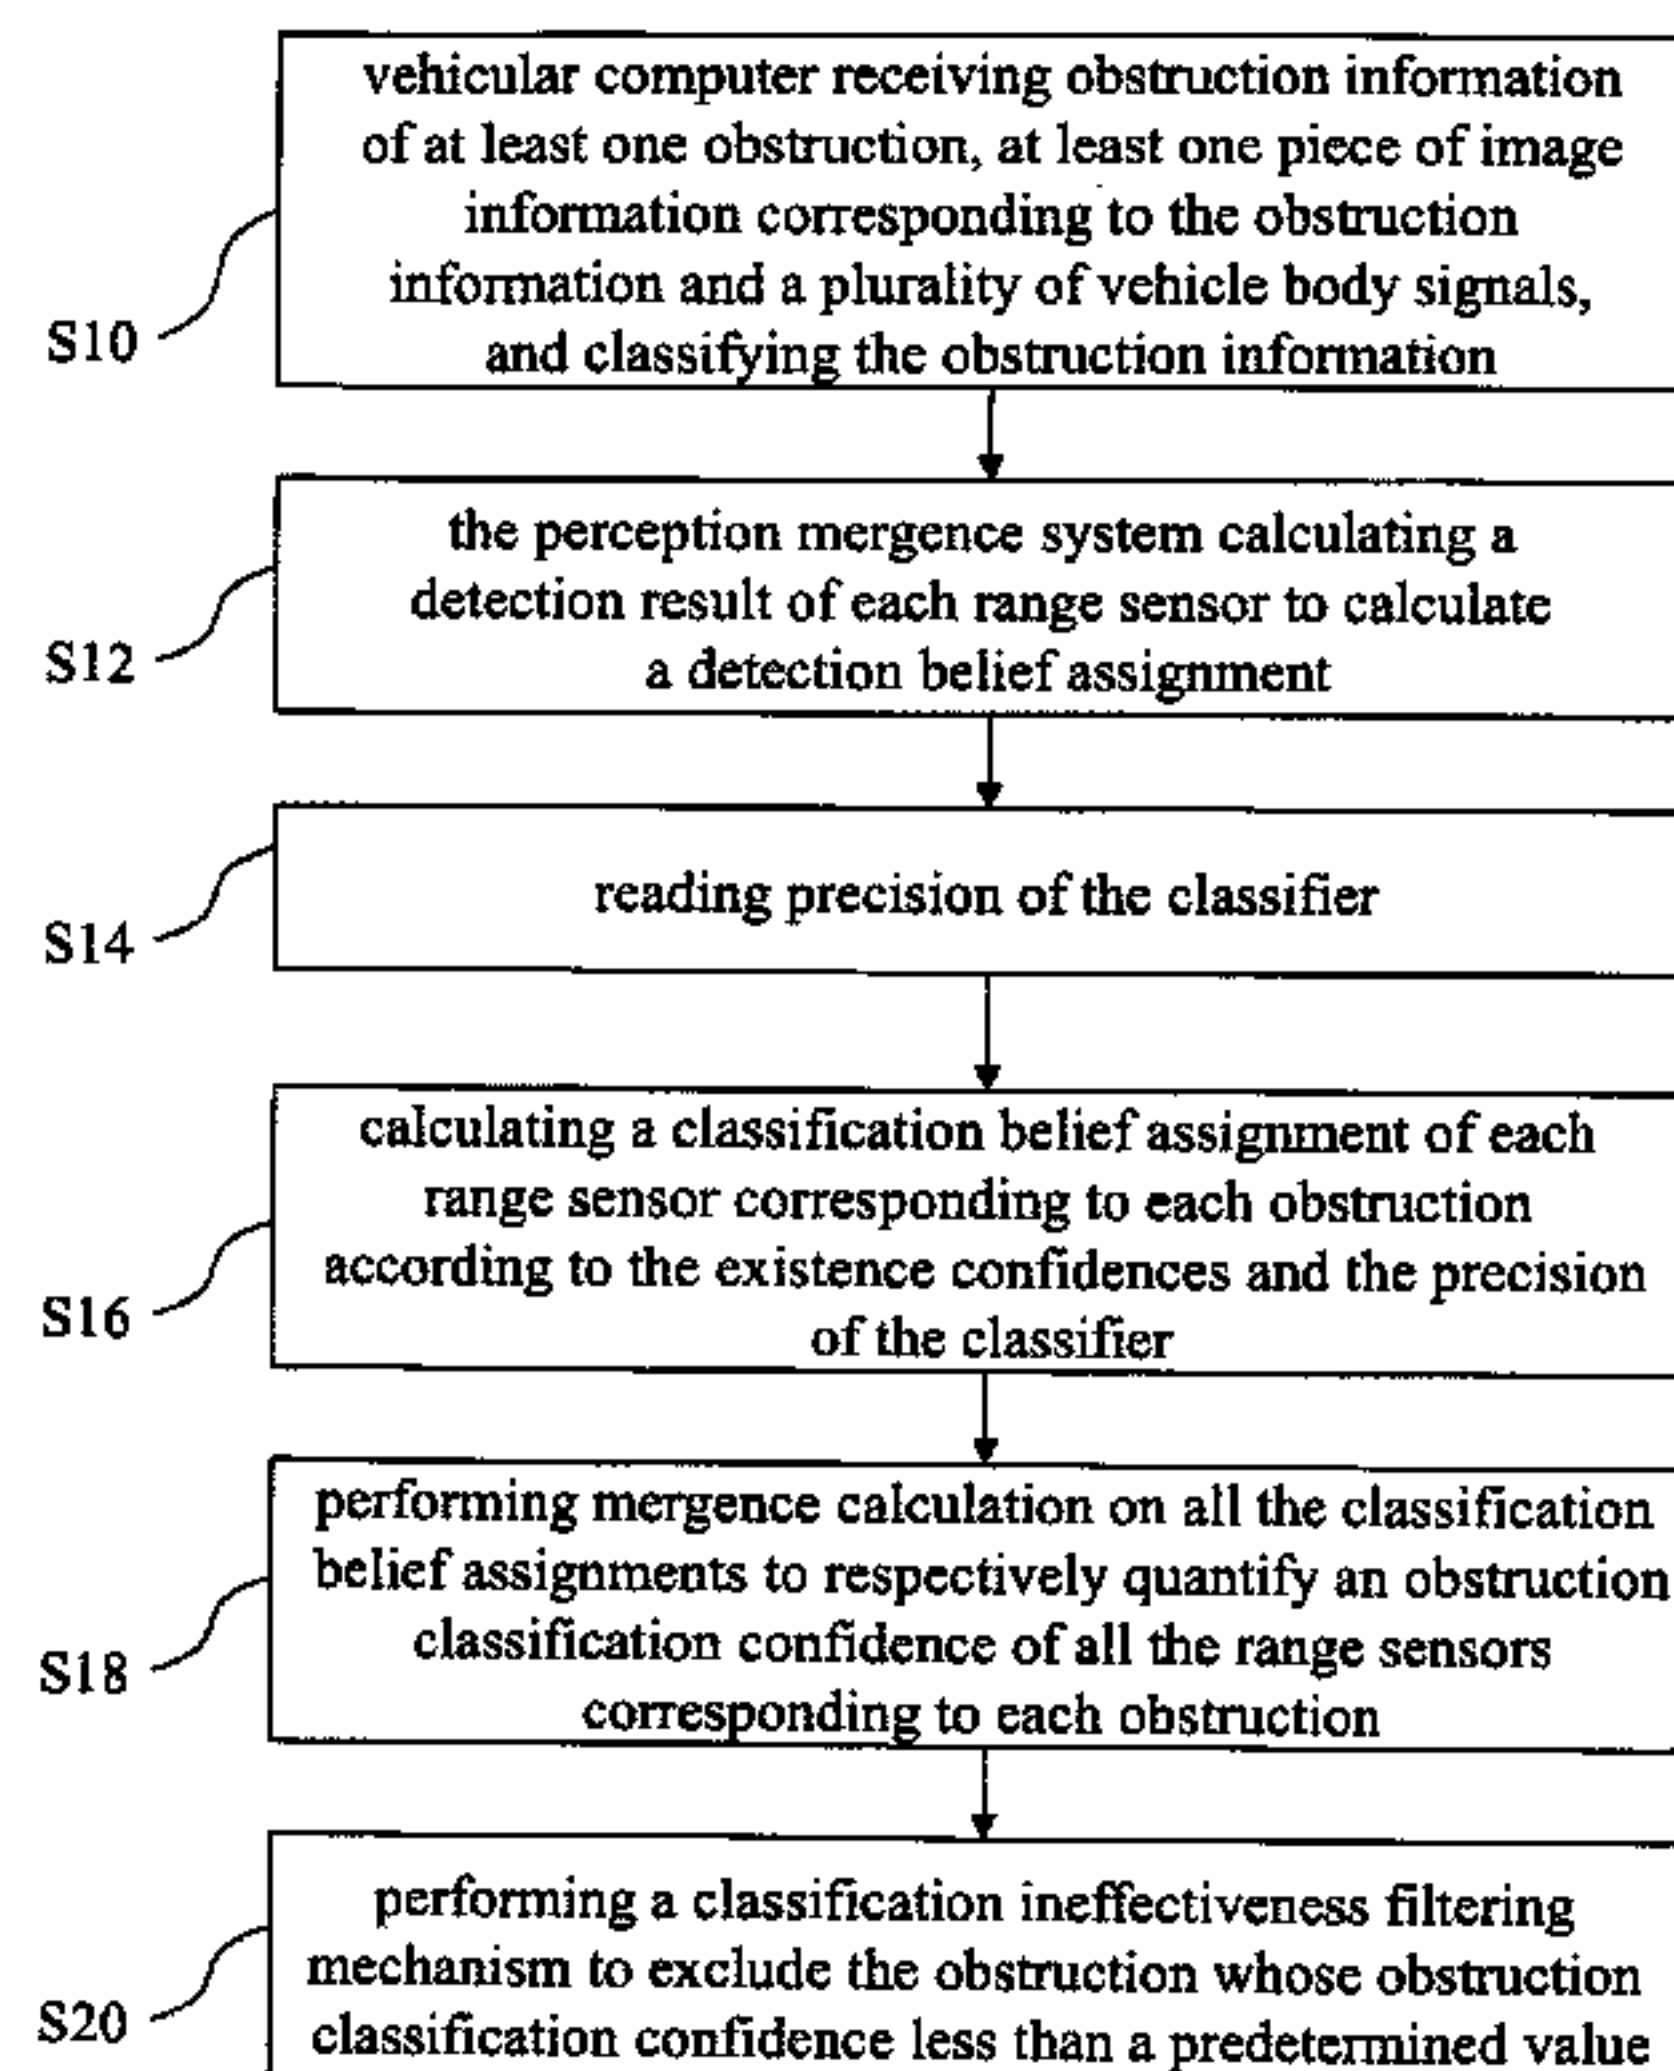 vehicular computer receiving obstruction information
of at least one obstruction, at least one piece of image
information corresponding to the obstruction
information and a plurality of vehicle body signals,
and classifying the obstruction information
S10
the perception mergence system calculating a
detection result of each range sensor to calculate
a detection belief assignment
S12
reading precision of the classifier
S14
calculating a classification belief assignment of each
range sensor corresponding to each obstruction
according to the existence confidences and the precision
of the classifier
S16
performing mergence calculation on all the classification
belief assignments to respectively quantify an obstruction
classification confidence of all the range sensors
corresponding to each obstruction
S18
performing a classification ineffectiveness filtering
mechanism to exclude the obstruction whose obstruction
classification confidence less than a predetermined value
S20